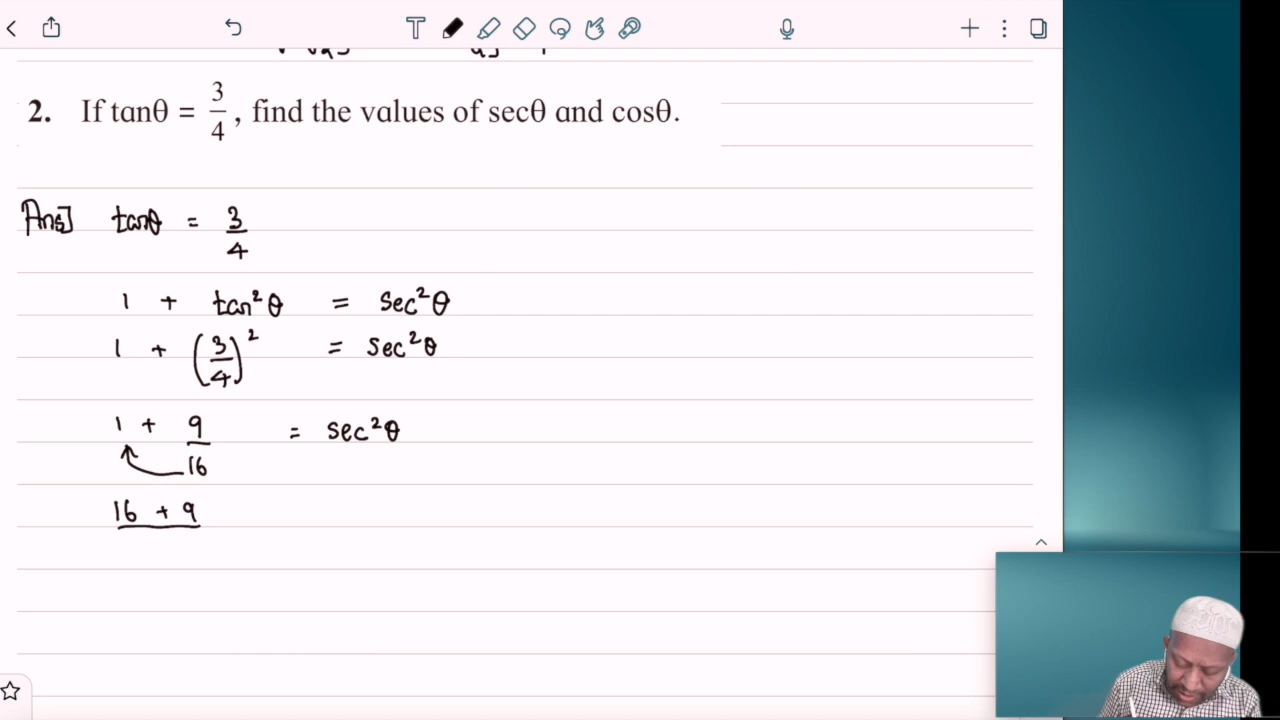 2. If tanθ = 3/4, find the values of secθ and cosθ.
Ans] tanθ = 3/4
1 + tan²θ = sec²θ
1 + (3/4)² = sec²θ
1 + 9/16 = sec²θ
16 + 9